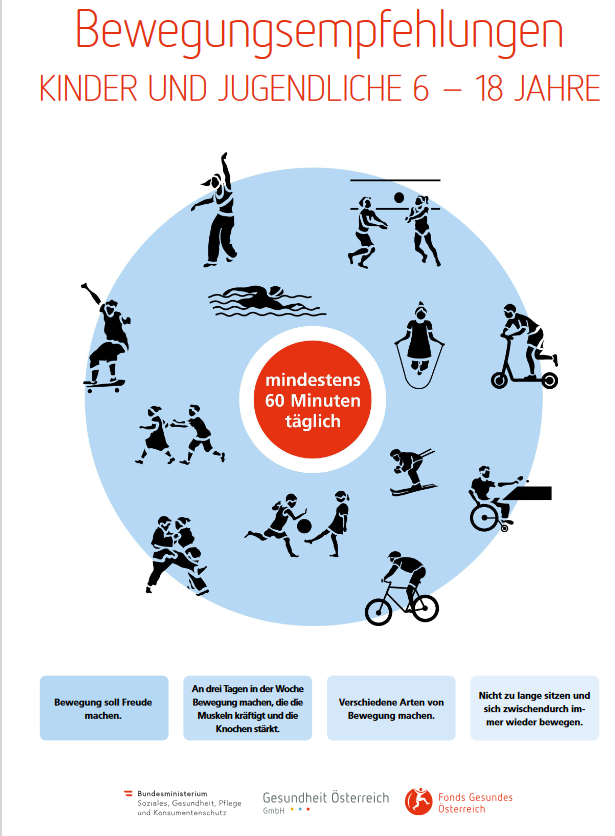 Bewegungsempfehlungen
KINDER UND JUGENDLICHE 6 – 18 JAHRE
mindestens
60 Minuten
täglich
Bewegung soll Freude
machen.
An drei Tagen in der Woche
Bewegung machen, die die
Muskeln kräftigt und die
Knochen stärkt.
Verschiedene Arten von
Bewegung machen.
Nicht zu lange sitzen und
sich zwischendurch im-
mer wieder bewegen.
Bundesministerium
Soziales, Gesundheit, Pflege
und Konsumentenschutz
Gesundheit Österreich
GmbH
Fonds Gesundes
Österreich